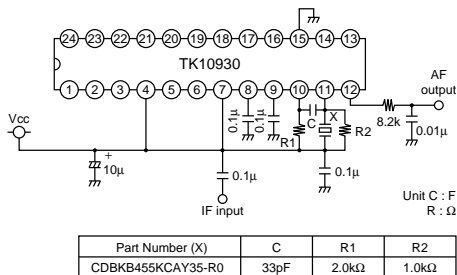 24 23 22 21 20 19 18 17 16 15 14 13
TK10930
1 2 3 4 5 6 7 8 9 10 11 12
AF
output
Vcc
+
10μ
0.1μ
0.1μ
C
X
R1
R2
8.2k
0.01μ
0.1μ
0.1μ
IF input
Unit C : F
R : Ω
Part Number (X) C R1 R2
CDBKB455KCAY35-R0 33pF 2.0kΩ 1.0kΩ